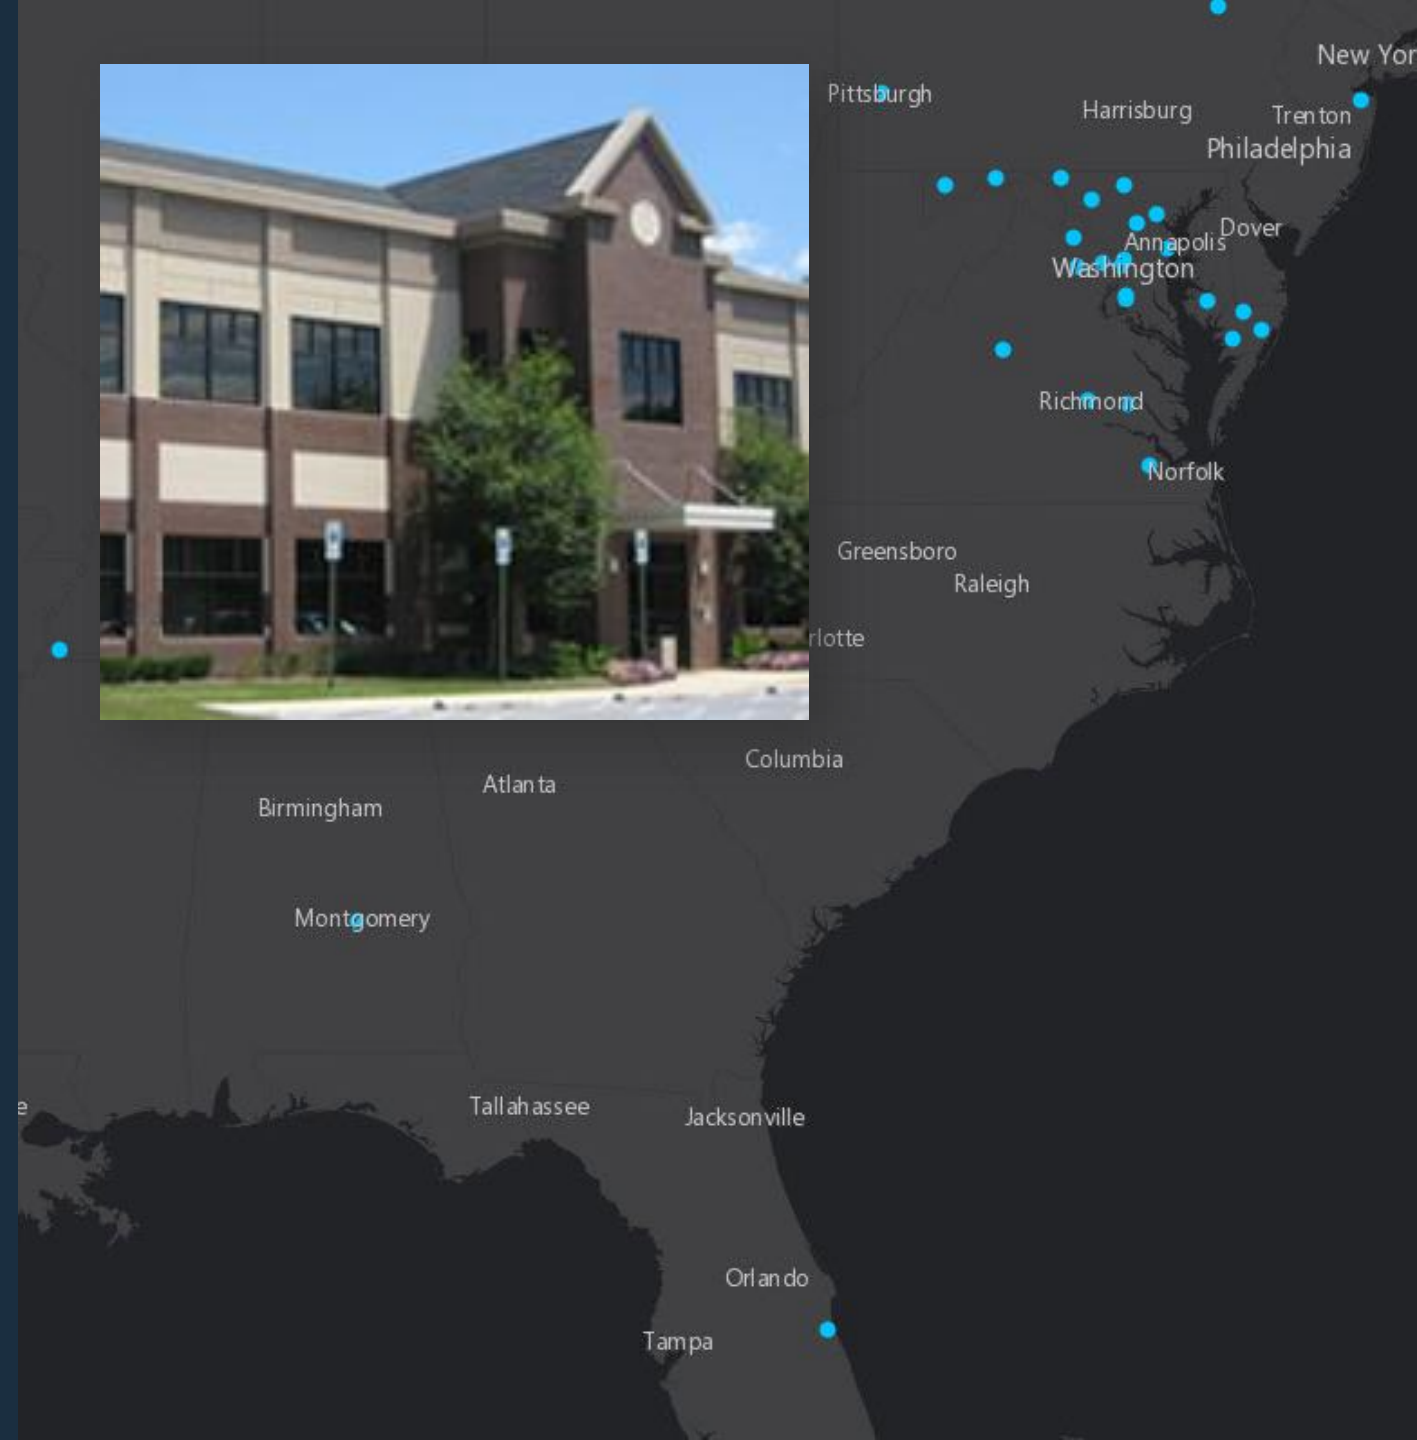 New Yor
Pittsburgh
Harrisburg
Trenton
Philadelphia
Dover
Annapolis
Washington
Richmond
Norfolk
Greensboro
Raleigh
rlotte
Columbia
Atlanta
Birmingham
Montgomery
e
Tallahassee
Jacksonville
Orlando
Tampa